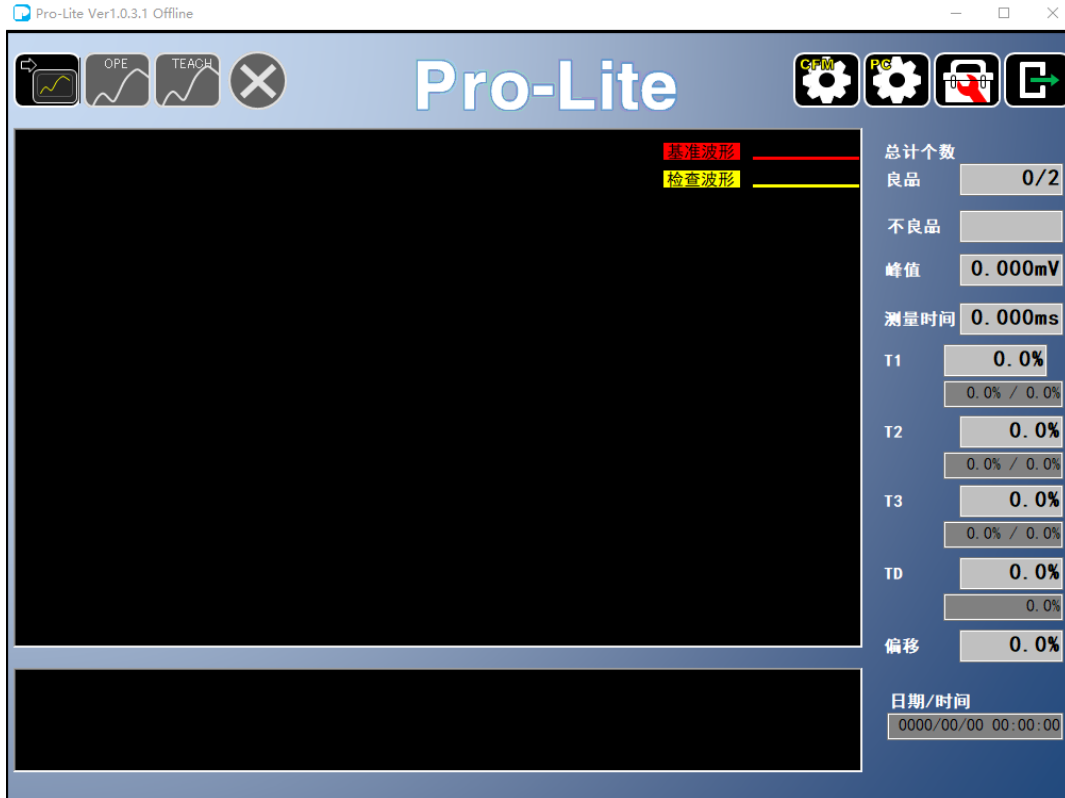 Pro-Lite Ver1.0.3.1 Offline
OPE
TEACH
Pro-Lite
CFM
PC
基准波形
检查波形
总计个数
良品 0/2
不良品
峰值 0.000mV
测量时间 0.000ms
T1 0.0%
0.0% / 0.0%
T2 0.0%
0.0% / 0.0%
T3 0.0%
0.0% / 0.0%
TD 0.0%
0.0%
偏移 0.0%
日期/时间
0000/00/00 00:00:00